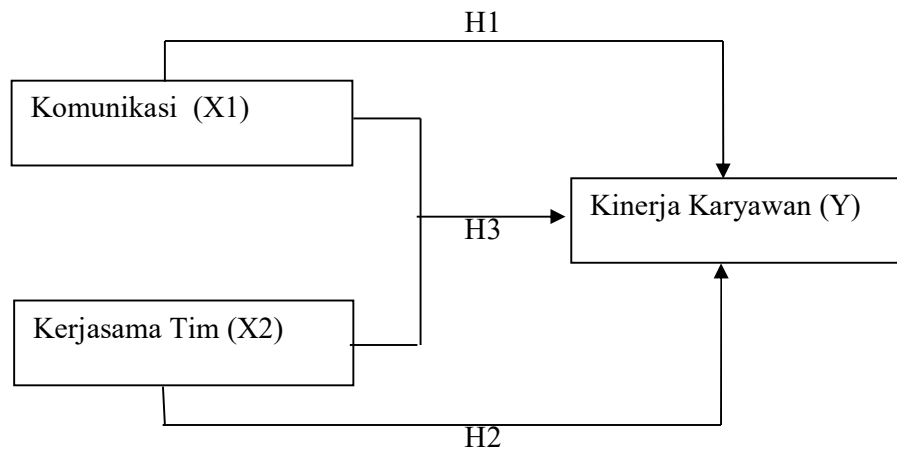 H1
Komunikasi (X1)
Kinerja Karyawan (Y)
H3
Kerjasama Tim (X2)
H2